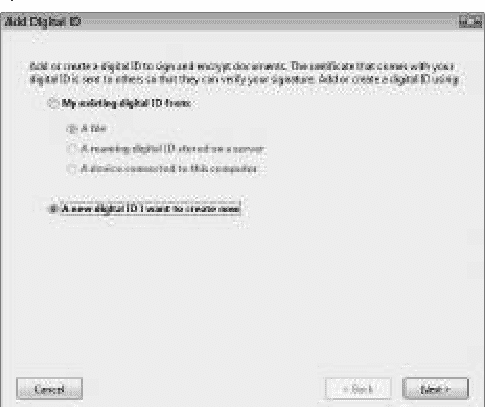 Add Digital ID
Add or create a digital ID to sign and encrypt documents. The certificate that comes with your
digital ID is sent to others so that they can verify your signature. Add or create a digital ID using:
My existing digital ID from:
A file
A roaming digital ID stored on a server
A device connected to this computer
A new digital ID I want to create now
Cancel
< Back
Next >